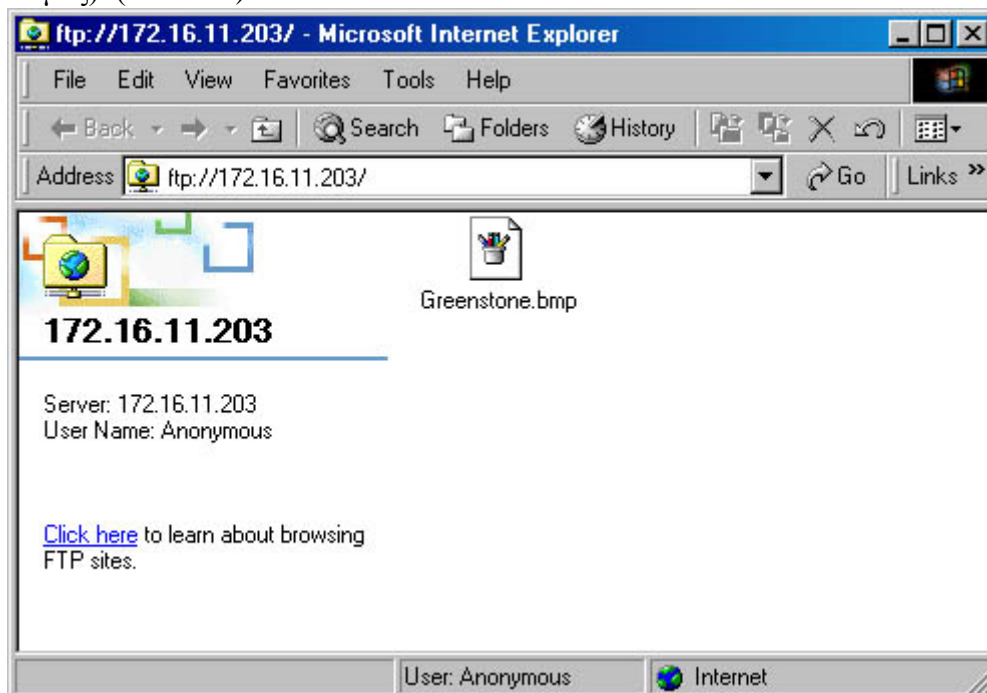 ftp://172.16.11.203/ - Microsoft Internet Explorer
File Edit View Favorites Tools Help
Back Search Folders History
Address ftp://172.16.11.203/ Go Links »
Greenstone.bmp
172.16.11.203
Server: 172.16.11.203
User Name: Anonymous
Click here to learn about browsing
FTP sites.
User: Anonymous Internet